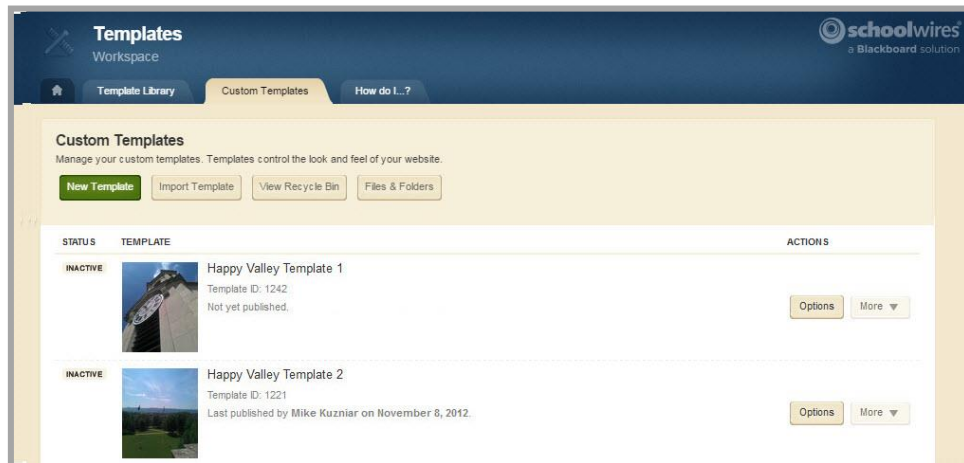 Templates
Workspace
schoolwires
a Blackboard solution
Template Library
Custom Templates
How do I...?
Custom Templates
Manage your custom templates. Templates control the look and feel of your website.
New Template
Import Template
View Recycle Bin
Files & Folders
STATUS TEMPLATE ACTIONS
INACTIVE
Happy Valley Template 1
Template ID: 1242
Not yet published.
Options
More
INACTIVE
Happy Valley Template 2
Template ID: 1221
Last published by Mike Kuzniar on November 8, 2012.
Options
More